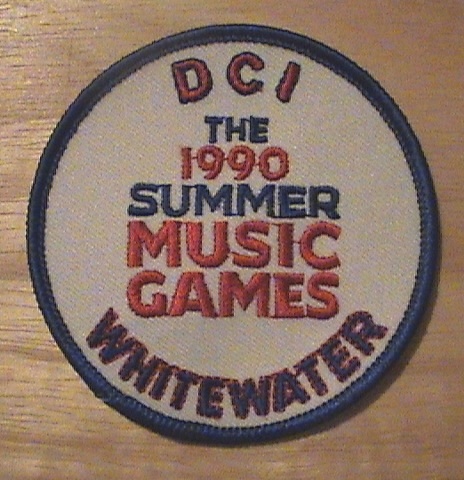 DCI
THE
1990
SUMMER
MUSIC
GAMES
WHITEWATER